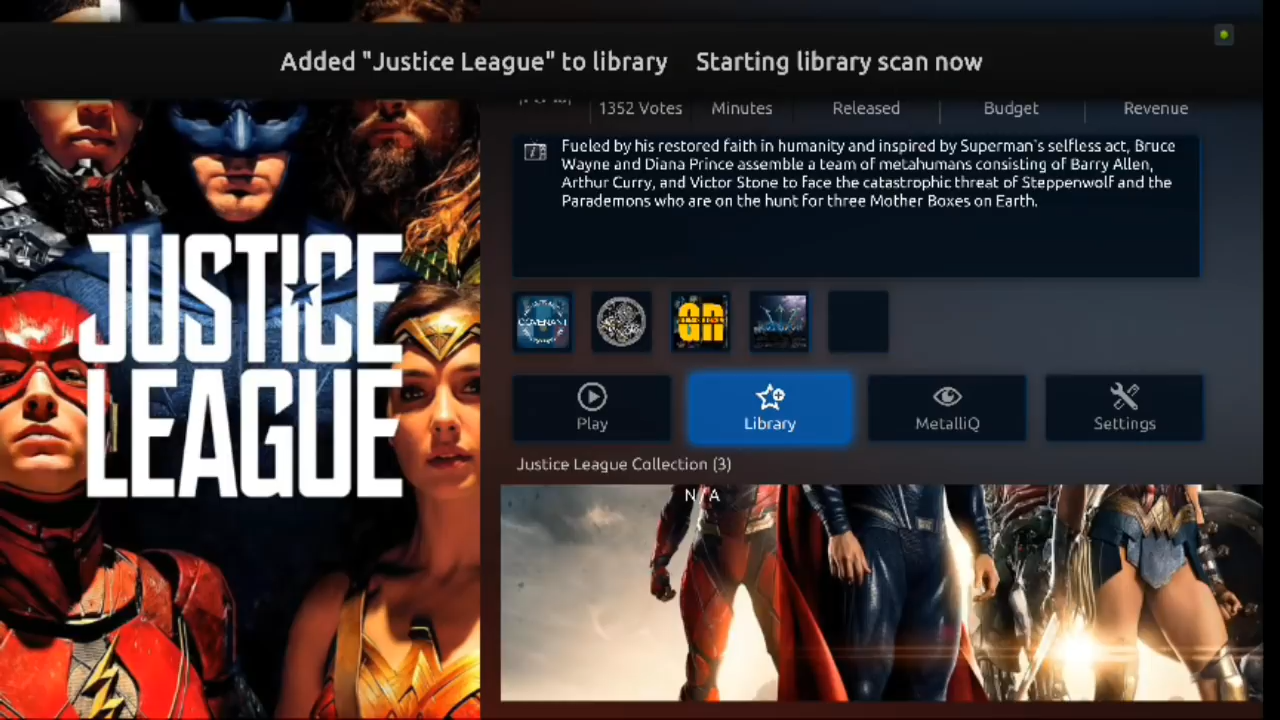 Added "Justice League" to library Starting library scan now
1352 Votes Minutes Released Budget Revenue
Fueled by his restored faith in humanity and inspired by Superman's selfless act, Bruce
Wayne and Diana Prince assemble a team of metahumans consisting of Barry Allen,
Arthur Curry, and Victor Stone to face the catastrophic threat of Steppenwolf and the
Parademons who are on the hunt for three Mother Boxes on Earth.
JUSTICE
LEAGUE
COVENANT
GR
Play Library MetalliQ Settings
Justice League Collection (3)
N/A